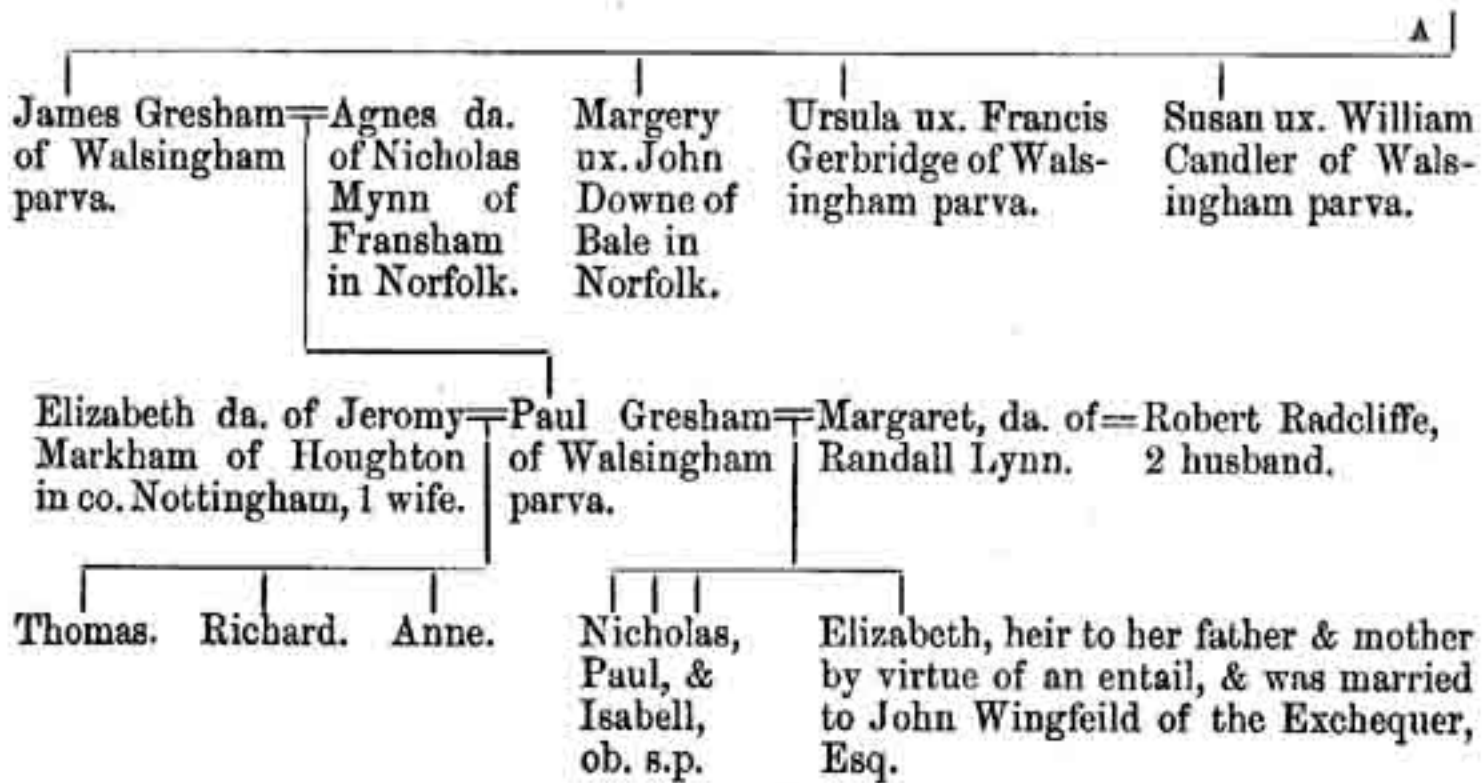 A
James Gresham
of Walsingham
parva.
Agnes da.
of Nicholas
Mynn of
Fransham
in Norfolk.
Margery
ux. John
Downe of
Bale in
Norfolk.
Ursula ux. Francis
Gerbridge of Wals-
ingham parva.
Susan ux. William
Candler of Wals-
ingham parva.
Elizabeth da. of Jeromy
Markham of Houghton
in co. Nottingham, 1 wife.
Paul Gresham
of Walsingham
parva.
Margaret, da. of
Randall Lynn.
Robert Radcliffe,
2 husband.
Thomas.
Richard.
Anne.
Nicholas,
Paul, &
Isabell,
ob. s.p.
Elizabeth, heir to her father & mother
by virtue of an entail, & was married
to John Wingfeild of the Exchequer,
Esq.